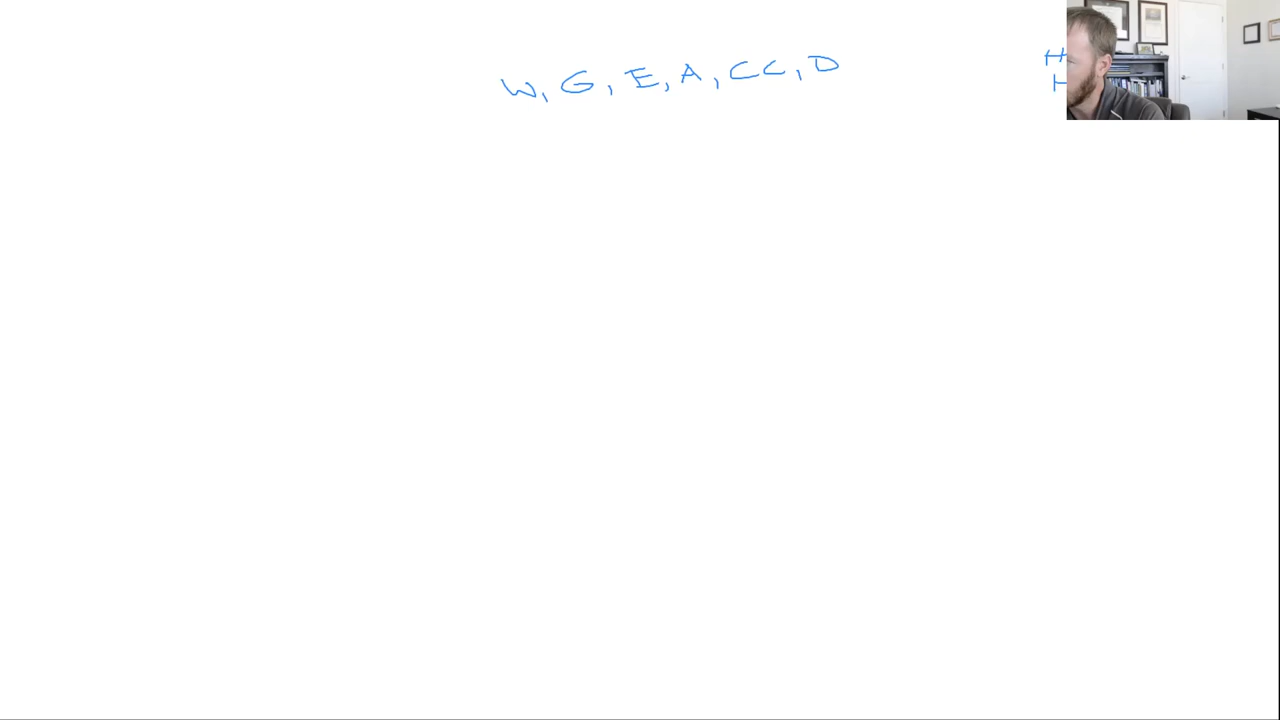 W, G, E, A, CC, D